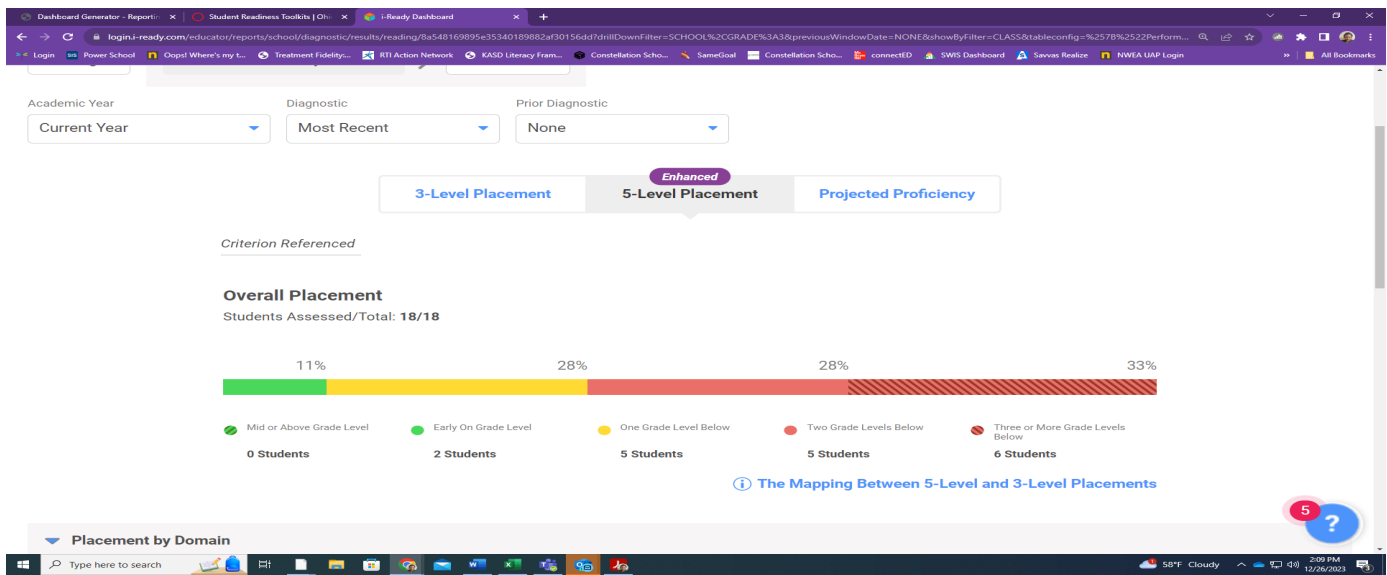 Dashboard Generator - Reportin
Student Readiness Toolkits | Ohi
i-Ready Dashboard
login.i-ready.com/educator/reports/school/diagnostic/results/reading/8a548169895e35340189882af30156dd?drillDownFilter=SCHOOL%2CGRADE%3A3&previousWindowDate=NONE&showByFilter=CLASS&tableconfig=%257B%2522Perform...
Login Power School Oops! Where's my t... Treatment Fidelity... RTI Action Network KASD Literacy Fram... Constellation Scho... SameGoal Constellation Scho... connectED SWIS Dashboard Savvas Realize NWEA UAP Login » All Bookmarks
Academic Year Diagnostic Prior Diagnostic
Current Year Most Recent None
Enhanced
3-Level Placement 5-Level Placement Projected Proficiency
Criterion Referenced
Overall Placement
Students Assessed/Total: 18/18
11% 28% 28% 33%
Mid or Above Grade Level Early On Grade Level One Grade Level Below Two Grade Levels Below Three or More Grade Levels
Below
0 Students 2 Students 5 Students 5 Students 6 Students
The Mapping Between 5-Level and 3-Level Placements
5
?
Placement by Domain
Type here to search
58°F Cloudy
2:09 PM
12/26/2023